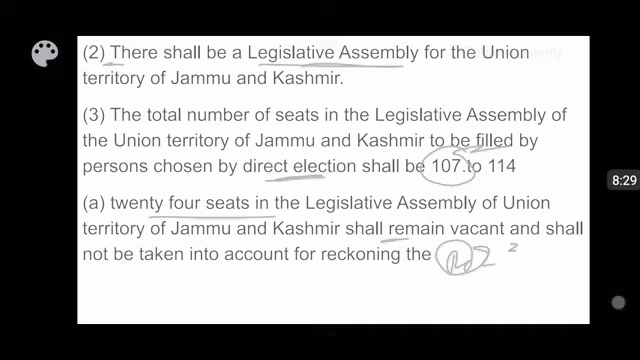 (2) There shall be a Legislative Assembly for the Union
territory of Jammu and Kashmir.
(3) The total number of seats in the Legislative Assembly of
the Union territory of Jammu and Kashmir to be filled by
persons chosen by direct election shall be 107.to 114
(a) twenty four seats in the Legislative Assembly of Union
territory of Jammu and Kashmir shall remain vacant and shall
not be taken into account for reckoning the
8:29